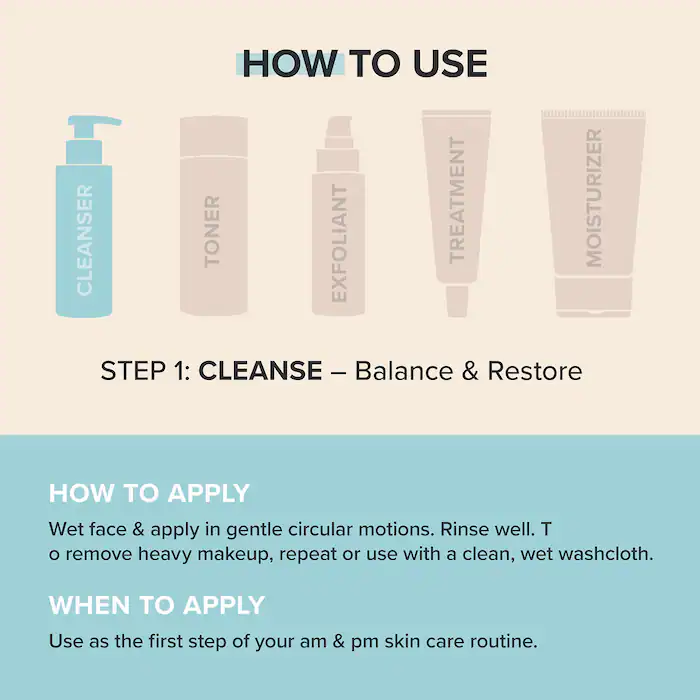 HOW TO USE
CLEANSER
TONER
EXFOLIANT
TREATMENT
MOISTURIZER
STEP 1: CLEANSE – Balance & Restore
HOW TO APPLY
Wet face & apply in gentle circular motions. Rinse well. T
o remove heavy makeup, repeat or use with a clean, wet washcloth.
WHEN TO APPLY
Use as the first step of your am & pm skin care routine.